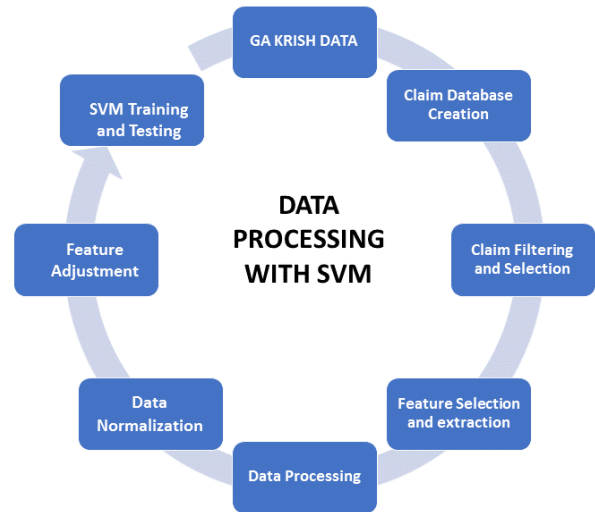 GA KRISH DATA
Claim Database
Creation
Claim Filtering
and Selection
Feature Selection
and extraction
Data Processing
Data
Normalization
Feature
Adjustment
SVM Training
and Testing
DATA
PROCESSING
WITH SVM